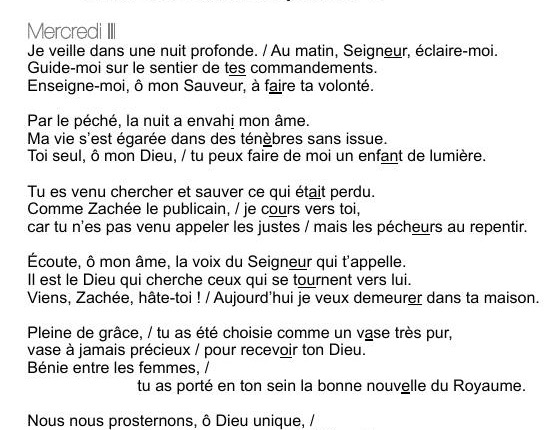 Mercredi III
Je veille dans une nuit profonde. / Au matin, Seigneur, éclaire-moi.
Guide-moi sur le sentier de tes commandements.
Enseigne-moi, ô mon Sauveur, à faire ta volonté.
Par le péché, la nuit a envahi mon âme.
Ma vie s’est égarée dans des ténèbres sans issue.
Toi seul, ô mon Dieu, / tu peux faire de moi un enfant de lumière.
Tu es venu chercher et sauver ce qui était perdu.
Comme Zachée le publicain, / je cours vers toi,
car tu n’es pas venu appeler les justes / mais les pécheurs au repentir.
Écoute, ô mon âme, la voix du Seigneur qui t’appelle.
Il est le Dieu qui cherche ceux qui se tournent vers lui.
Viens, Zachée, hâte-toi ! / Aujourd’hui je veux demeurer dans ta maison.
Pleine de grâce, / tu as été choisie comme un vase très pur,
vase à jamais précieux / pour recevoir ton Dieu.
Bénie entre les femmes, /
tu as porté en ton sein la bonne nouvelle du Royaume.
Nous nous prosternons, ô Dieu unique, /